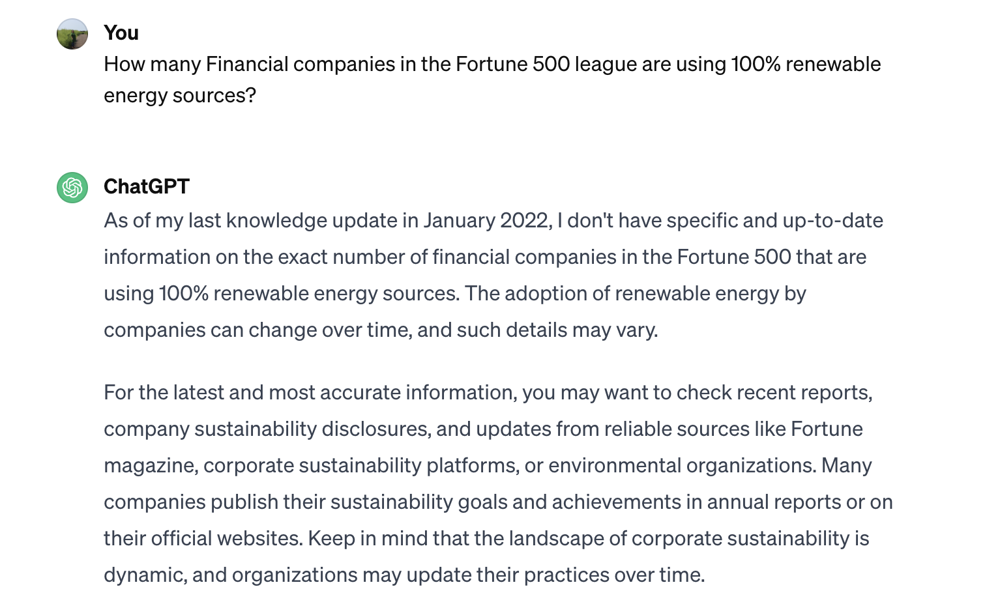 You
How many Financial companies in the Fortune 500 league are using 100% renewable
energy sources?
ChatGPT
As of my last knowledge update in January 2022, I don't have specific and up-to-date
information on the exact number of financial companies in the Fortune 500 that are
using 100% renewable energy sources. The adoption of renewable energy by
companies can change over time, and such details may vary.
For the latest and most accurate information, you may want to check recent reports,
company sustainability disclosures, and updates from reliable sources like Fortune
magazine, corporate sustainability platforms, or environmental organizations. Many
companies publish their sustainability goals and achievements in annual reports or on
their official websites. Keep in mind that the landscape of corporate sustainability is
dynamic, and organizations may update their practices over time.